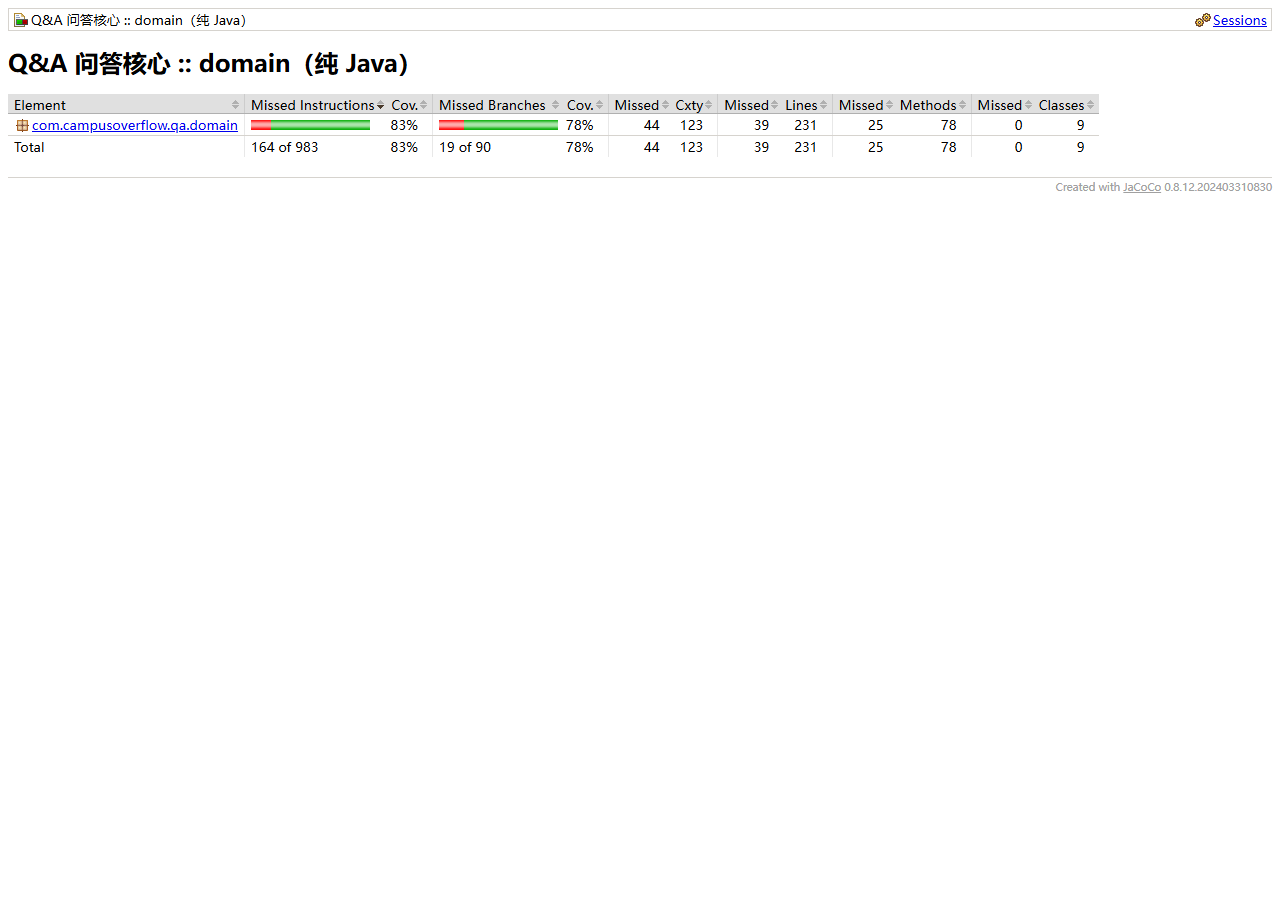 Q&A 问答核心 :: domain（纯 Java） Sessions
Q&A 问答核心 :: domain（纯 Java）
Element Missed Instructions Cov. Missed Branches Cov. Missed Cxty Missed Lines Missed Methods Missed Classes
com.campusoverflow.qa.domain 83% 78% 44 123 39 231 25 78 0 9
Total 164 of 983 83% 19 of 90 78% 44 123 39 231 25 78 0 9
Created with JaCoCo 0.8.12.202403310830